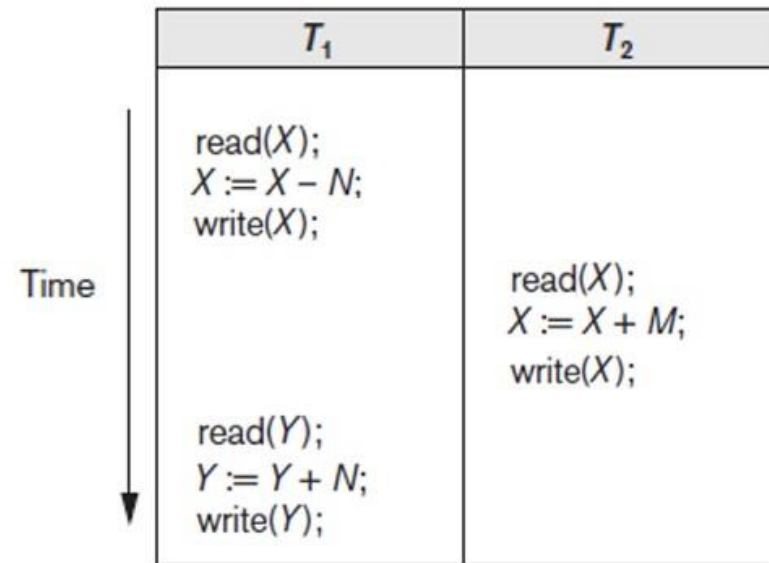 T₁ T₂
read(X);
X := X – N;
write(X);
Time
read(X);
X := X + M;
write(X);
read(Y);
Y := Y + N;
write(Y);